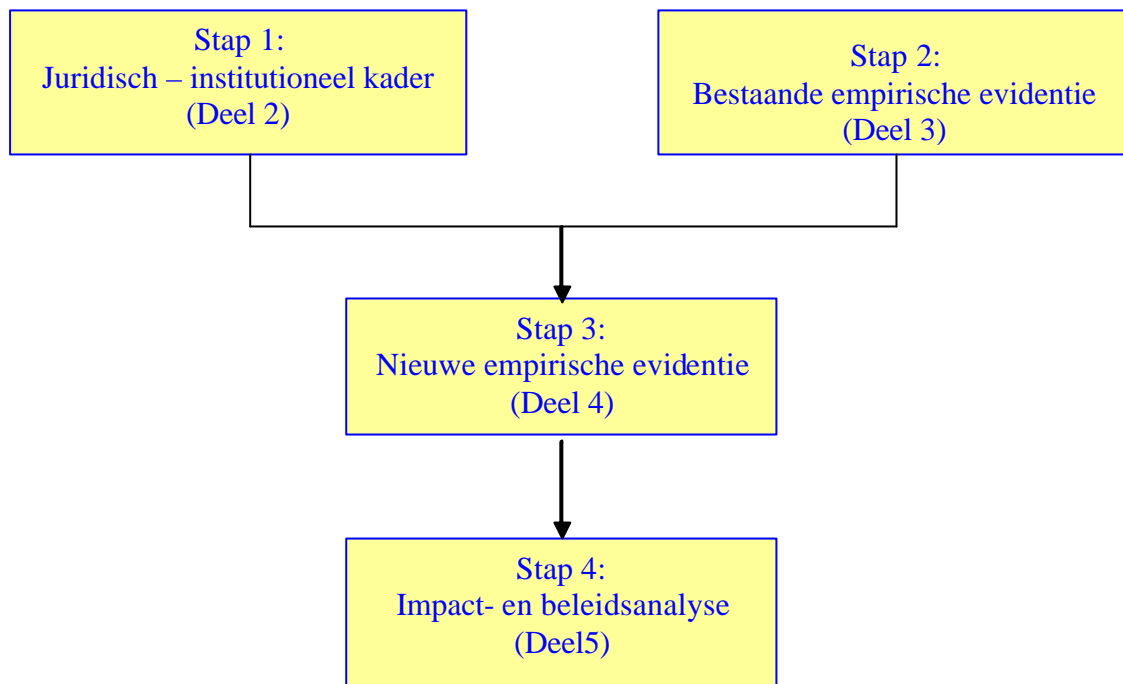 Stap 1:
Juridisch – institutioneel kader
(Deel 2)
Stap 2:
Bestaande empirische evidentie
(Deel 3)
Stap 3:
Nieuwe empirische evidentie
(Deel 4)
Stap 4:
Impact- en beleidsanalyse
(Deel5)